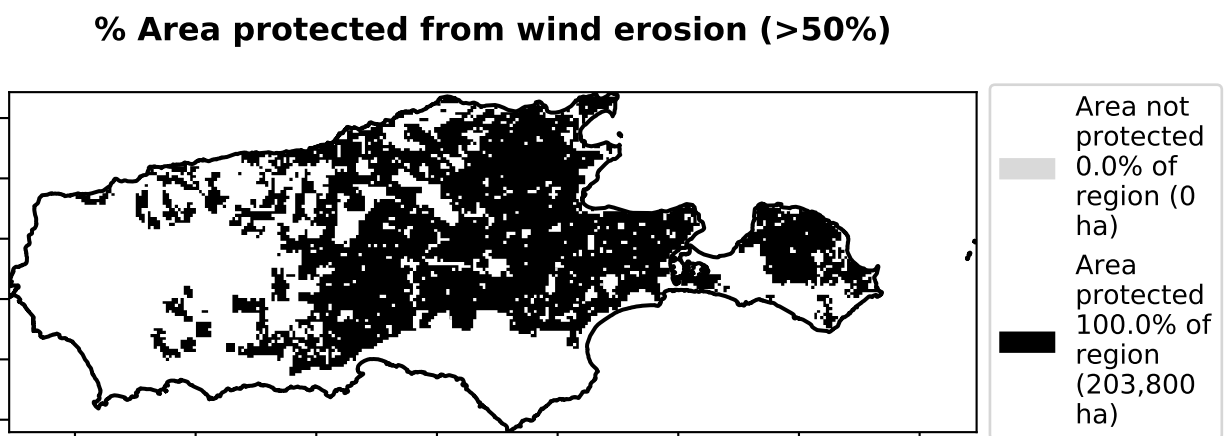 % Area protected from wind erosion (>50%)
Area not
protected
0.0% of
region (0
ha)
Area
protected
100.0% of
region
(203,800
ha)